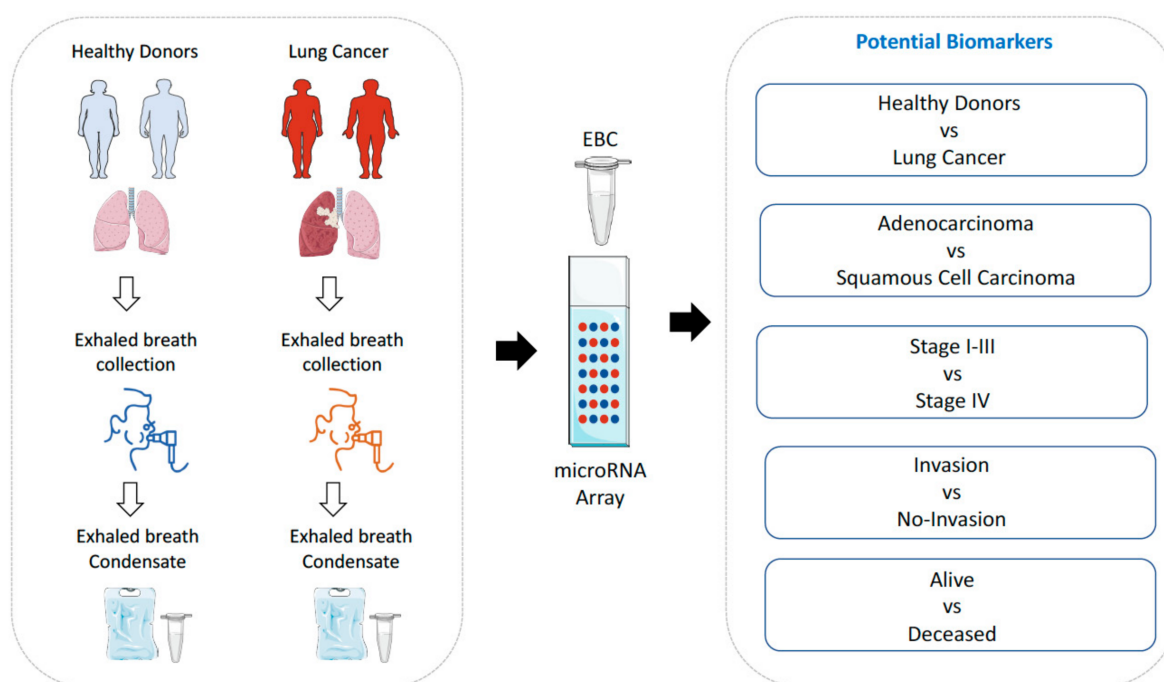 Healthy Donors
Lung Cancer
Exhaled breath
collection
Exhaled breath
collection
Exhaled breath
Condensate
Exhaled breath
Condensate
EBC
microRNA
Array
Potential Biomarkers
Healthy Donors
vs
Lung Cancer
Adenocarcinoma
vs
Squamous Cell Carcinoma
Stage I-III
vs
Stage IV
Invasion
vs
No-Invasion
Alive
vs
Deceased